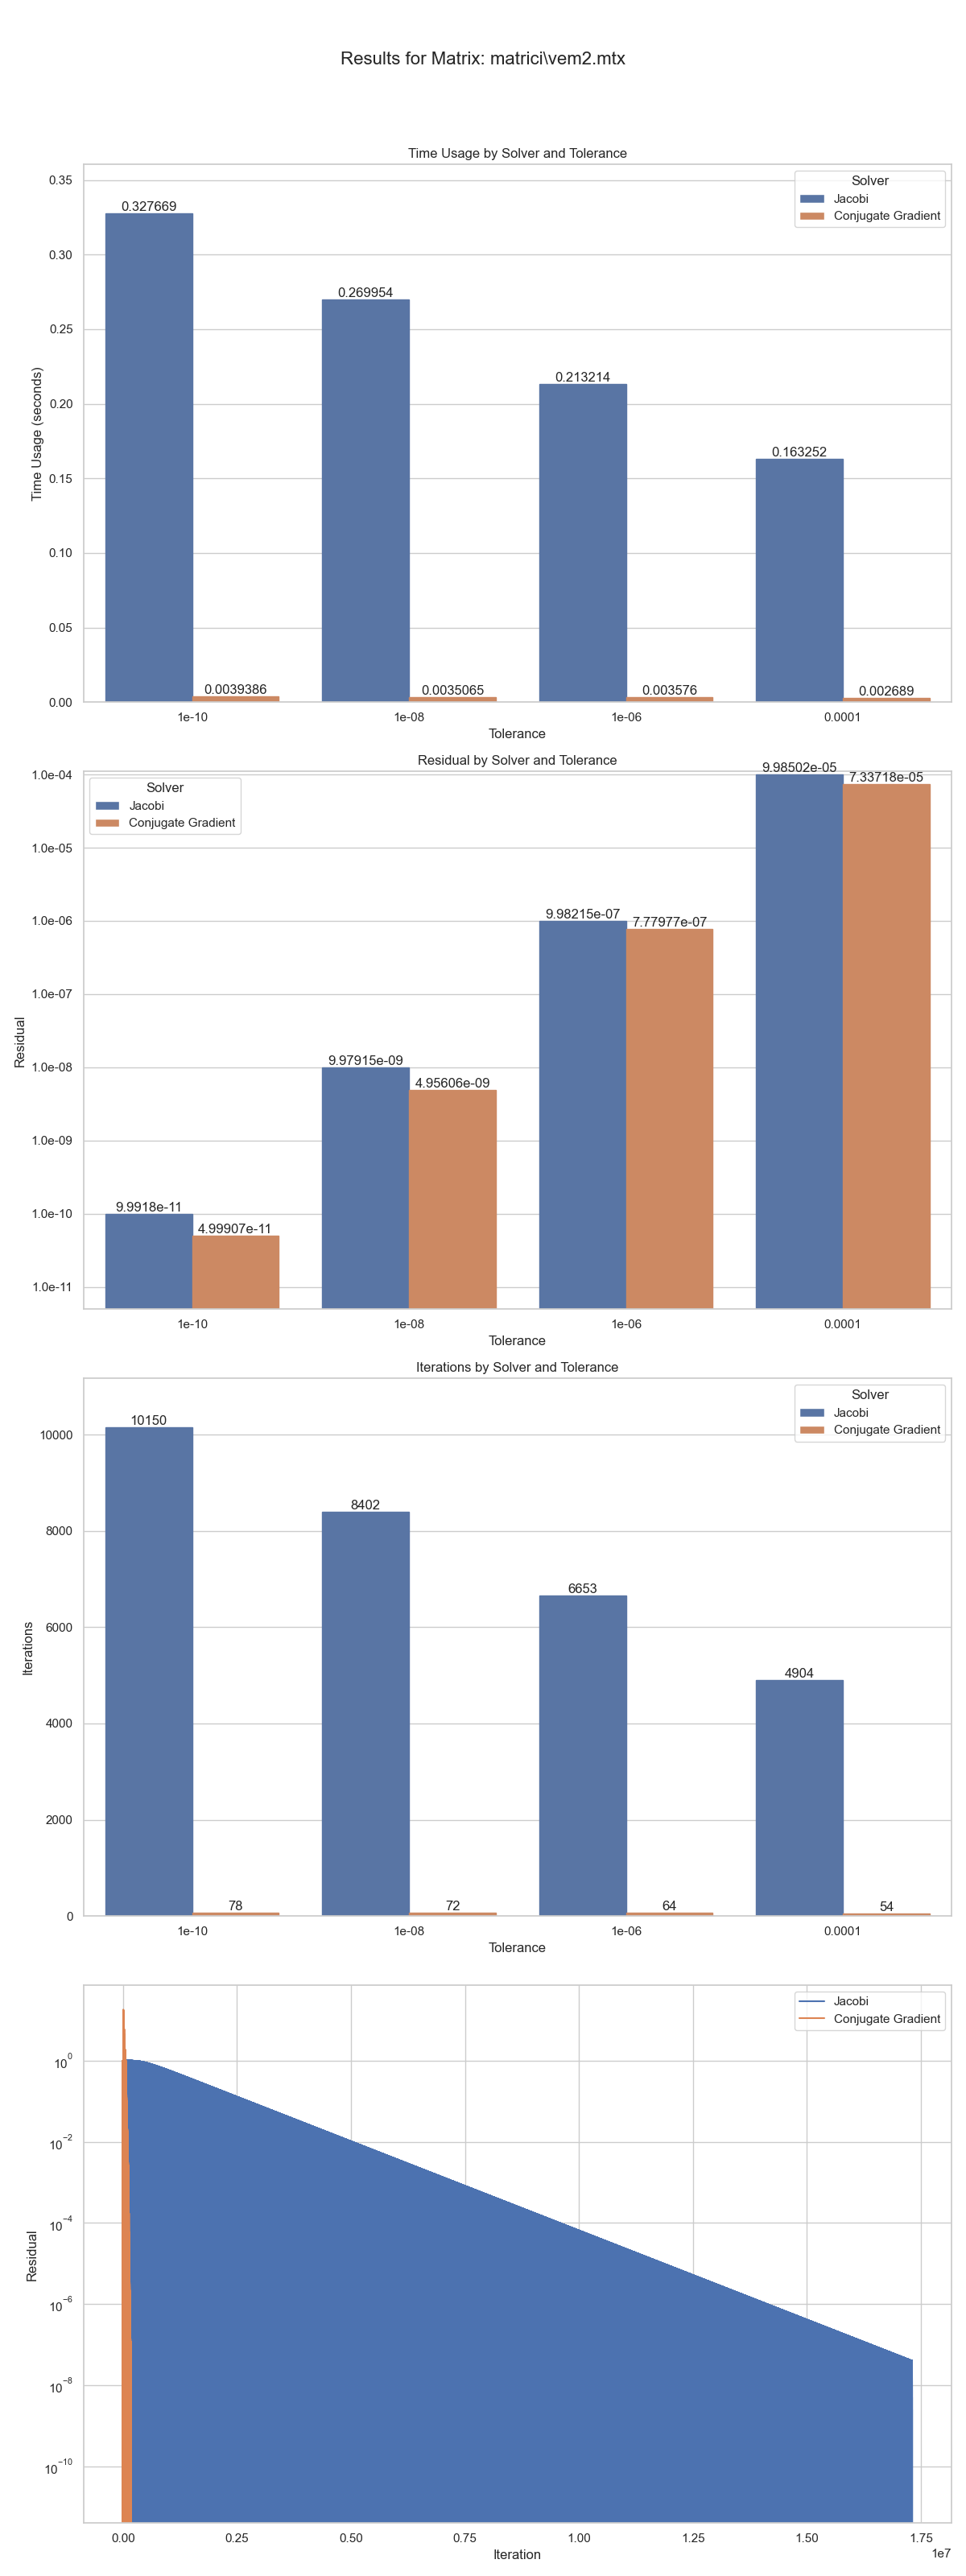 Results for Matrix: matrici\vem2.mtx
Time Usage by Solver and Tolerance
Solver
Jacobi
Conjugate Gradient
0.35
0.30
0.25
0.20
0.15
0.10
0.05
0.00
Time Usage (seconds)
0.327669
0.0039386
0.269954
0.0035065
0.213214
0.003576
0.163252
0.002689
1e-10
1e-08
1e-06
0.0001
Tolerance
Residual by Solver and Tolerance
Solver
Jacobi
Conjugate Gradient
1.0e-04
1.0e-05
1.0e-06
1.0e-07
1.0e-08
1.0e-09
1.0e-10
1.0e-11
Residual
9.9918e-11
4.99907e-11
9.97915e-09
4.95606e-09
9.98215e-07
7.77977e-07
9.98502e-05
7.33718e-05
1e-10
1e-08
1e-06
0.0001
Tolerance
Iterations by Solver and Tolerance
Solver
Jacobi
Conjugate Gradient
10000
8000
6000
4000
2000
0
Iterations
10150
78
8402
72
6653
64
4904
54
1e-10
1e-08
1e-06
0.0001
Tolerance
Jacobi
Conjugate Gradient
10⁰
10⁻²
10⁻⁴
10⁻⁶
10⁻⁸
10⁻¹⁰
Residual
0.00
0.25
0.50
0.75
1.00
1.25
1.50
1.75
1e7
Iteration